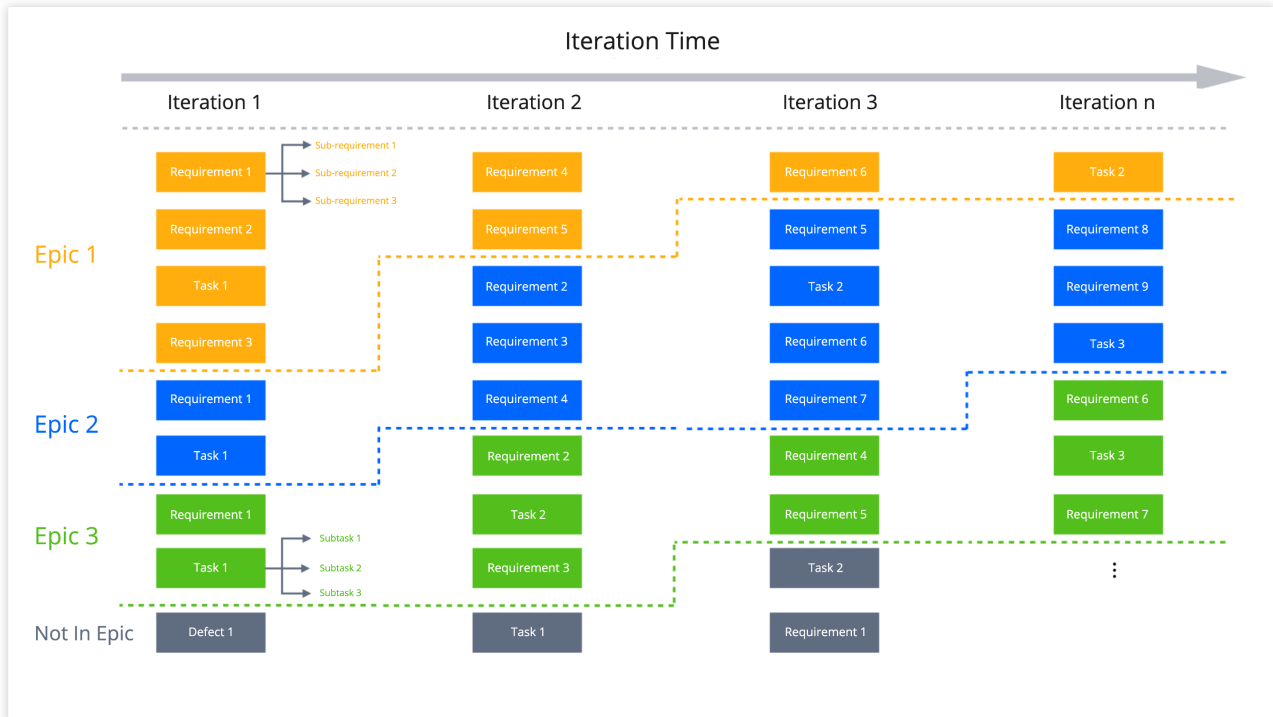 Iteration Time
Iteration 1
Iteration 2
Iteration 3
Iteration n
Epic 1
Requirement 1
Sub-requirement 1
Sub-requirement 2
Sub-requirement 3
Requirement 4
Requirement 6
Task 2
Requirement 2
Requirement 5
Requirement 5
Requirement 8
Task 1
Requirement 2
Task 2
Requirement 9
Requirement 3
Requirement 3
Requirement 6
Task 3
Epic 2
Requirement 1
Requirement 4
Requirement 7
Requirement 6
Task 1
Requirement 2
Requirement 4
Task 3
Epic 3
Requirement 1
Task 2
Requirement 5
Requirement 7
Task 1
Subtask 1
Subtask 2
Subtask 3
Requirement 3
Task 2
Not In Epic
Defect 1
Task 1
Requirement 1